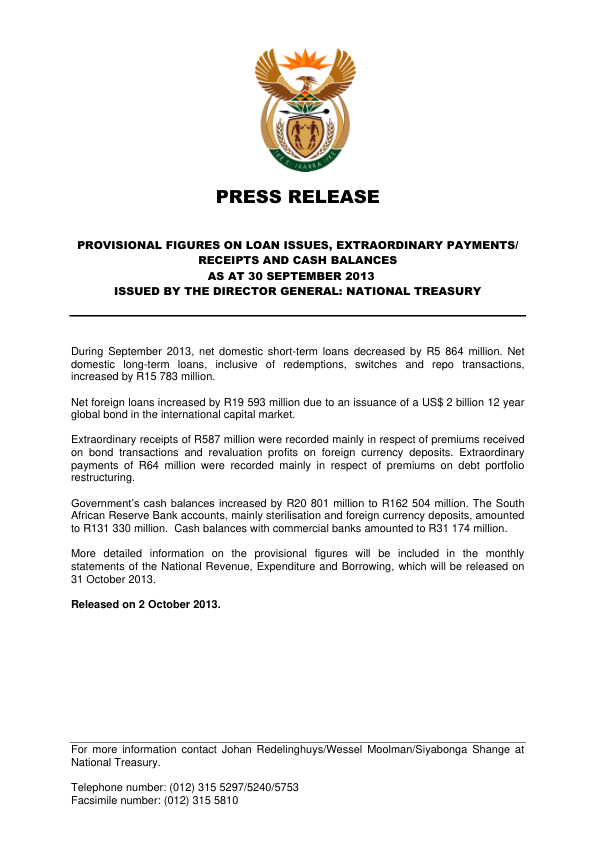 !KE E: /XARRA //KE
PRESS RELEASE
PROVISIONAL FIGURES ON LOAN ISSUES, EXTRAORDINARY PAYMENTS/
RECEIPTS AND CASH BALANCES
AS AT 30 SEPTEMBER 2013
ISSUED BY THE DIRECTOR GENERAL: NATIONAL TREASURY
During September 2013, net domestic short-term loans decreased by R5 864 million. Net
domestic long-term loans, inclusive of redemptions, switches and repo transactions,
increased by R15 783 million.
Net foreign loans increased by R19 593 million due to an issuance of a US$ 2 billion 12 year
global bond in the international capital market.
Extraordinary receipts of R587 million were recorded mainly in respect of premiums received
on bond transactions and revaluation profits on foreign currency deposits. Extraordinary
payments of R64 million were recorded mainly in respect of premiums on debt portfolio
restructuring.
Government's cash balances increased by R20 801 million to R162 504 million. The South
African Reserve Bank accounts, mainly sterilisation and foreign currency deposits, amounted
to R131 330 million.  Cash balances with commercial banks amounted to R31 174 million.
More detailed information on the provisional figures will be included in the monthly
statements of the National Revenue, Expenditure and Borrowing, which will be released on
31 October 2013.
Released on 2 October 2013.
For more information contact Johan Redelinghuys/Wessel Moolman/Siyabonga Shange at
National Treasury.
Telephone number: (012) 315 5297/5240/5753
Facsimile number: (012) 315 5810